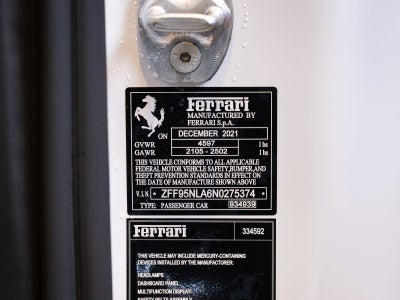 Ferrari
MANUFACTURED BY
FERRARI S.p.A.
ON DECEMBER 2021
GVWR 4597 lbs
GAWR 2105 - 2502 lbs
THIS VEHICLE CONFORMS TO ALL APPLICABLE
FEDERAL MOTOR VEHICLE SAFETY, BUMPER, AND
THEFT PREVENTION STANDARDS IN EFFECT ON
THE DATE OF MANUFACTURE SHOWN ABOVE
V.I.N. * ZFF95NLA6N0275374 *
TYPE: PASSENGER CAR 934939
Ferrari 334592
THIS VEHICLE MAY INCLUDE MERCURY-CONTAINING
DEVICES INSTALLED BY THE MANUFACTURER:
HEADLAMPS
DASHBOARD PANEL
MULTIFUNCTION DISPLAY
SAFETY BELTS ASSEMBLY